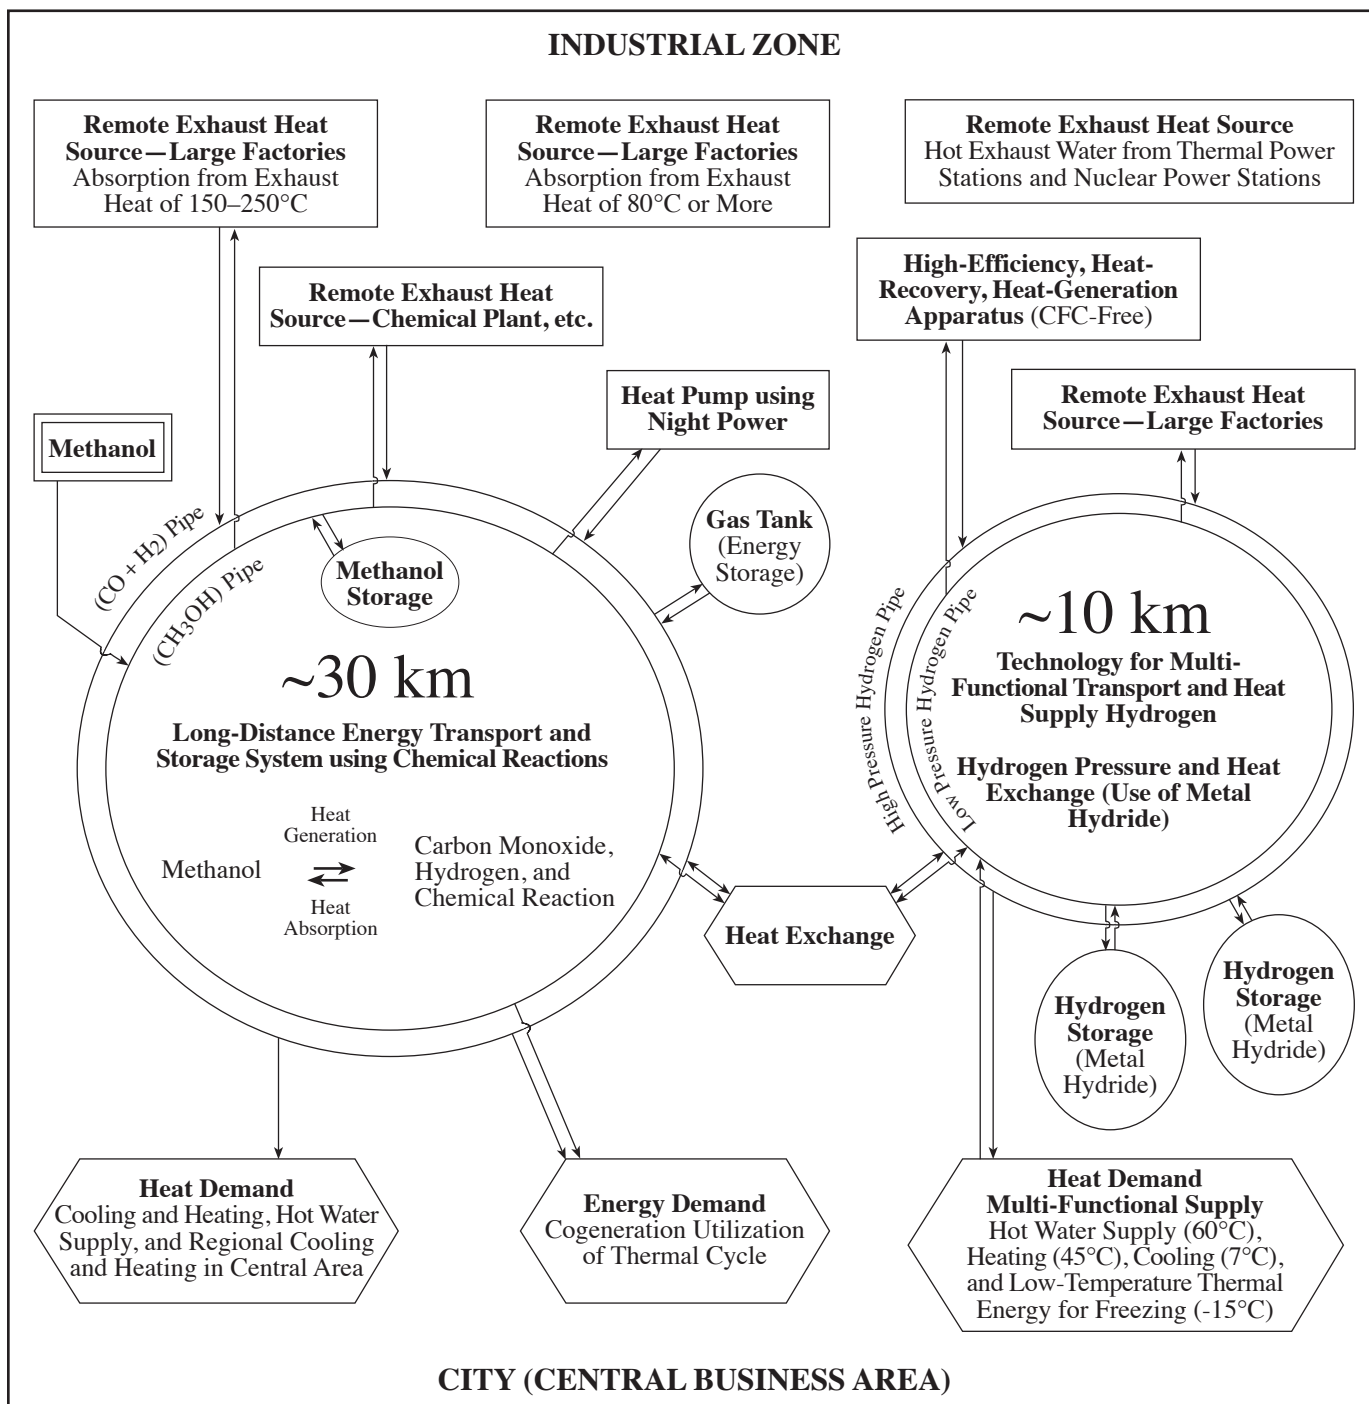 INDUSTRIAL ZONE
Remote Exhaust Heat
Source—Large Factories
Absorption from Exhaust
Heat of 150–250°C
Remote Exhaust Heat
Source—Large Factories
Absorption from Exhaust
Heat of 80°C or More
Remote Exhaust Heat Source
Hot Exhaust Water from Thermal Power
Stations and Nuclear Power Stations
High-Efficiency, Heat-
Recovery, Heat-Generation
Apparatus (CFC-Free)
Remote Exhaust Heat
Source—Chemical Plant, etc.
Heat Pump using
Night Power
Remote Exhaust Heat
Source—Large Factories
Methanol
(CO + H2) Pipe
(CH3OH) Pipe
Methanol
Storage
Gas Tank
(Energy
Storage)
~30 km
Long-Distance Energy Transport and
Storage System using Chemical Reactions
Heat
Generation
Methanol
Heat
Absorption
Carbon Monoxide,
Hydrogen, and
Chemical Reaction
High Pressure Hydrogen Pipe
Low Pressure Hydrogen Pipe
~10 km
Technology for Multi-
Functional Transport and Heat
Supply Hydrogen
Hydrogen Pressure and Heat
Exchange (Use of Metal
Hydride)
Heat Exchange
Hydrogen
Storage
(Metal
Hydride)
Hydrogen
Storage
(Metal
Hydride)
Heat Demand
Cooling and Heating, Hot Water
Supply, and Regional Cooling
and Heating in Central Area
Energy Demand
Cogeneration Utilization
of Thermal Cycle
Heat Demand
Multi-Functional Supply
Hot Water Supply (60°C),
Heating (45°C), Cooling (7°C),
and Low-Temperature Thermal
Energy for Freezing (-15°C)
CITY (CENTRAL BUSINESS AREA)